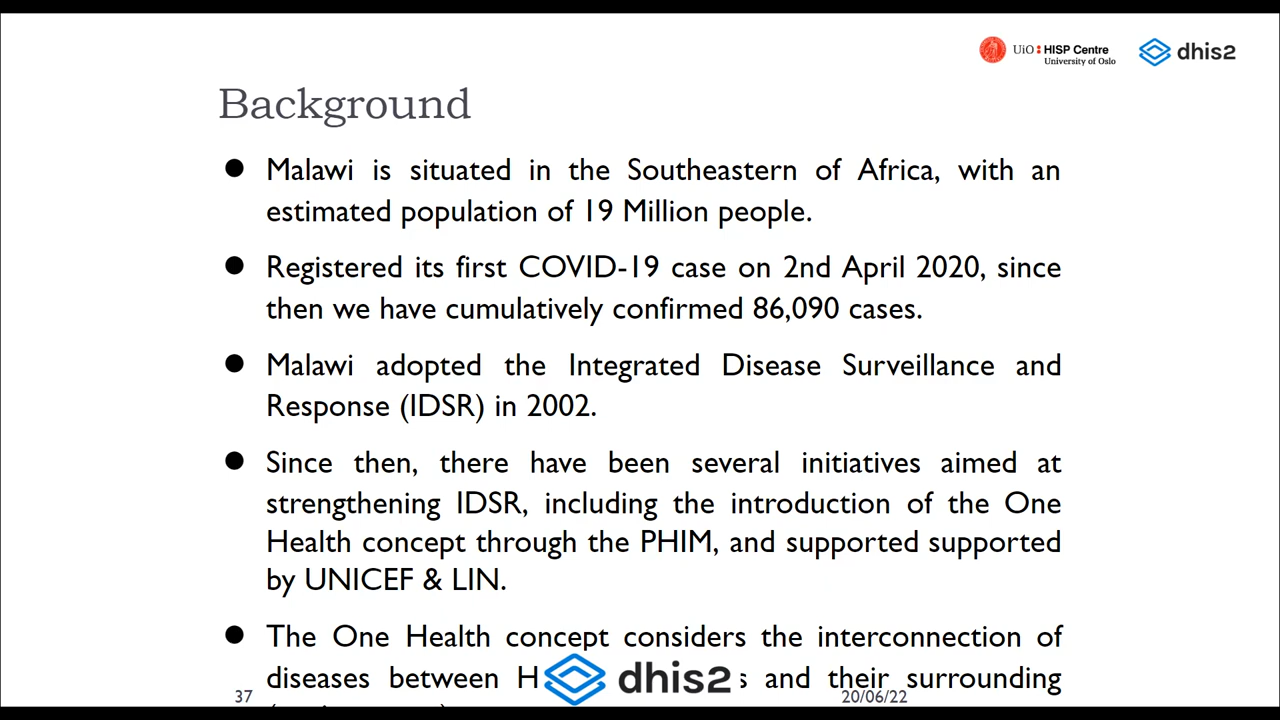 UiO HISP Centre
University of Oslo
dhis2
Background
● Malawi is situated in the Southeastern of Africa, with an
estimated population of 19 Million people.
● Registered its first COVID-19 case on 2nd April 2020, since
then we have cumulatively confirmed 86,090 cases.
● Malawi adopted the Integrated Disease Surveillance and
Response (IDSR) in 2002.
● Since then, there have been several initiatives aimed at
strengthening IDSR, including the introduction of the One
Health concept through the PHIM, and supported supported
by UNICEF & LIN.
● The One Health concept considers the interconnection of
diseases between and their surrounding
dhis2
37
20/06/22